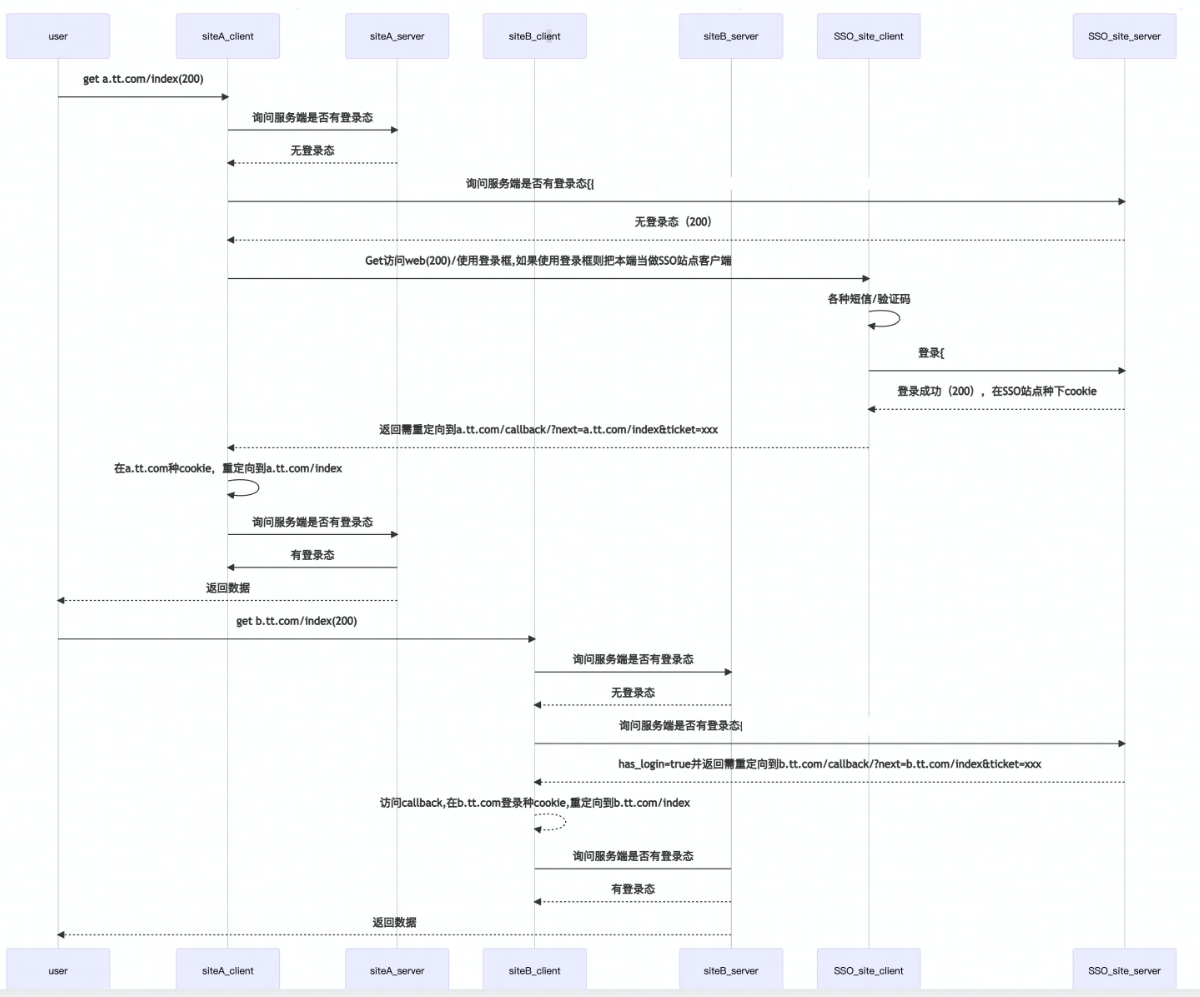 user
siteA_client
siteA_server
siteB_client
siteB_server
SSO_site_client
SSO_site_server
get a.tt.com/index(200)
询问服务端是否有登录态
无登录态
询问服务端是否有登录态{{
无登录态（200）
Get访问web(200)/使用登录框,如果使用登录框则把本端当做SSO站点客户端
各种短信/验证码
登录{
登录成功（200），在SSO站点种下cookie
返回需重定向到a.tt.com/callback/?next=a.tt.com/index&ticket=xxx
在a.tt.com种cookie，重定向到a.tt.com/index
询问服务端是否有登录态
有登录态
返回数据
get b.tt.com/index(200)
询问服务端是否有登录态
无登录态
询问服务端是否有登录态
has_login=true并返回需重定向到b.tt.com/callback/?next=b.tt.com/index&ticket=xxx
访问callback,在b.tt.com登录种cookie,重定向到b.tt.com/index
询问服务端是否有登录态
有登录态
返回数据
user
siteA_client
siteA_server
siteB_client
siteB_server
SSO_site_client
SSO_site_server